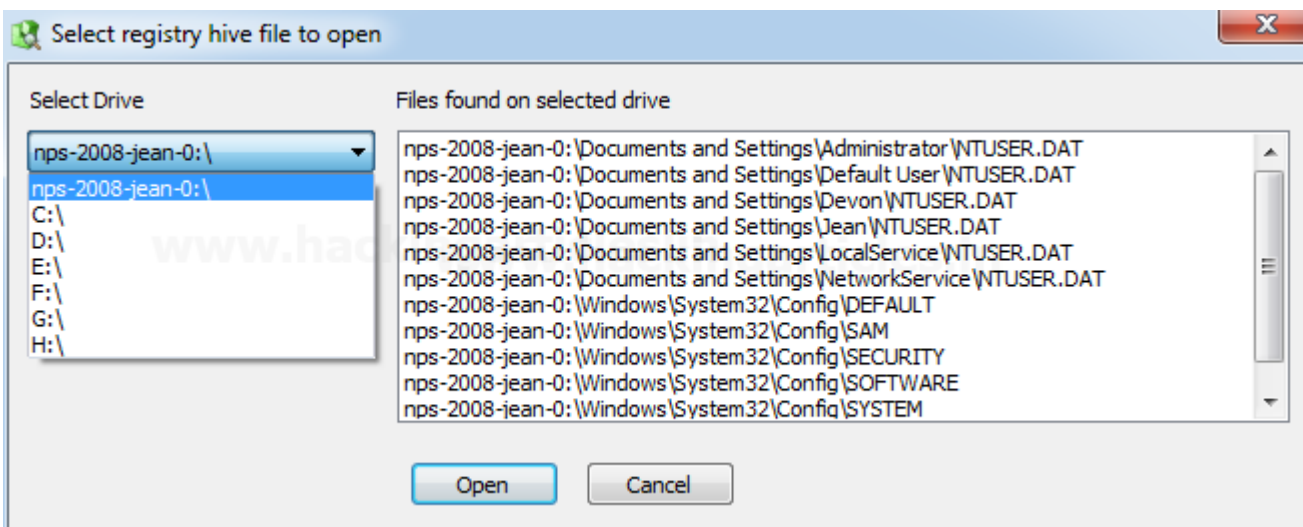 Select registry hive file to open
Select Drive
nps-2008-jean-0:\
nps-2008-jean-0:\
C:\
D:\
E:\
F:\
G:\
H:\
Files found on selected drive
nps-2008-jean-0:\Documents and Settings\Administrator\NTUSER.DAT
nps-2008-jean-0:\Documents and Settings\Default User\NTUSER.DAT
nps-2008-jean-0:\Documents and Settings\Devon\NTUSER.DAT
nps-2008-jean-0:\Documents and Settings\Jean\NTUSER.DAT
nps-2008-jean-0:\Documents and Settings\LocalService\NTUSER.DAT
nps-2008-jean-0:\Documents and Settings\NetworkService\NTUSER.DAT
nps-2008-jean-0:\Windows\System32\Config\DEFAULT
nps-2008-jean-0:\Windows\System32\Config\SAM
nps-2008-jean-0:\Windows\System32\Config\SECURITY
nps-2008-jean-0:\Windows\System32\Config\SOFTWARE
nps-2008-jean-0:\Windows\System32\Config\SYSTEM
Open
Cancel